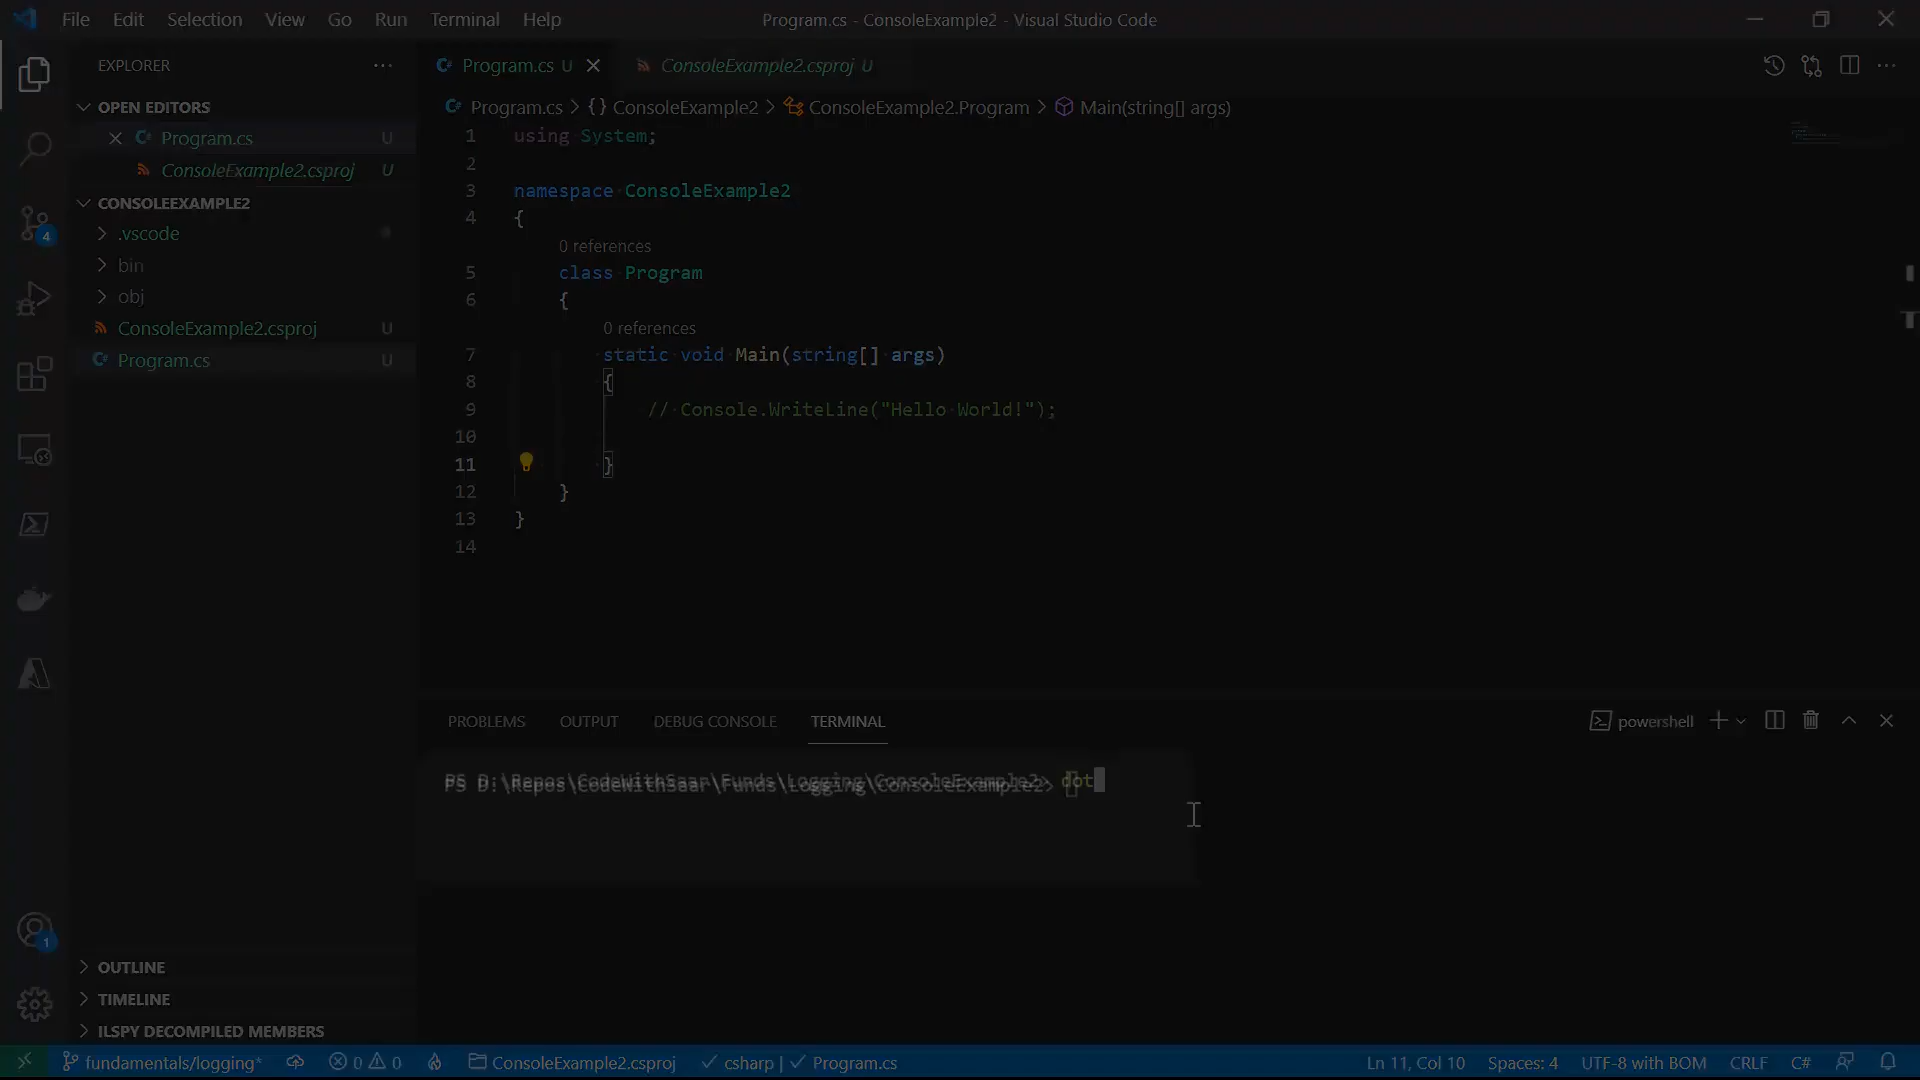 File Edit Selection View Go Run Terminal Help
Program.cs - ConsoleExample2 - Visual Studio Code
EXPLORER
Program.cs U
ConsoleExample2.csproj U
OPEN EDITORS
Program.cs U
ConsoleExample2.csproj U
CONSOLEEXAMPLE2
.vscode
bin
obj
ConsoleExample2.csproj U
Program.cs U
OUTLINE
TIMELINE
ILSPY DECOMPILED MEMBERS
4
1
Program.cs > {} ConsoleExample2 > ConsoleExample2.Program > Main(string[] args)
1 using System;
2
3 namespace ConsoleExample2
4 {
0 references
5 class Program
6 {
0 references
7 static void Main(string[] args)
8 {
9 // Console.WriteLine("Hello World!");
10
11 }
12 }
13 }
14
PROBLEMS OUTPUT DEBUG CONSOLE TERMINAL
powershell
PS D:\Repos\CodeWithSaar\Funds\Logging\ConsoleExample2> dot
fundamentals/logging* 0 0 ConsoleExample2.csproj csharp | Program.cs
Ln 11, Col 10 Spaces: 4 UTF-8 with BOM CRLF C#